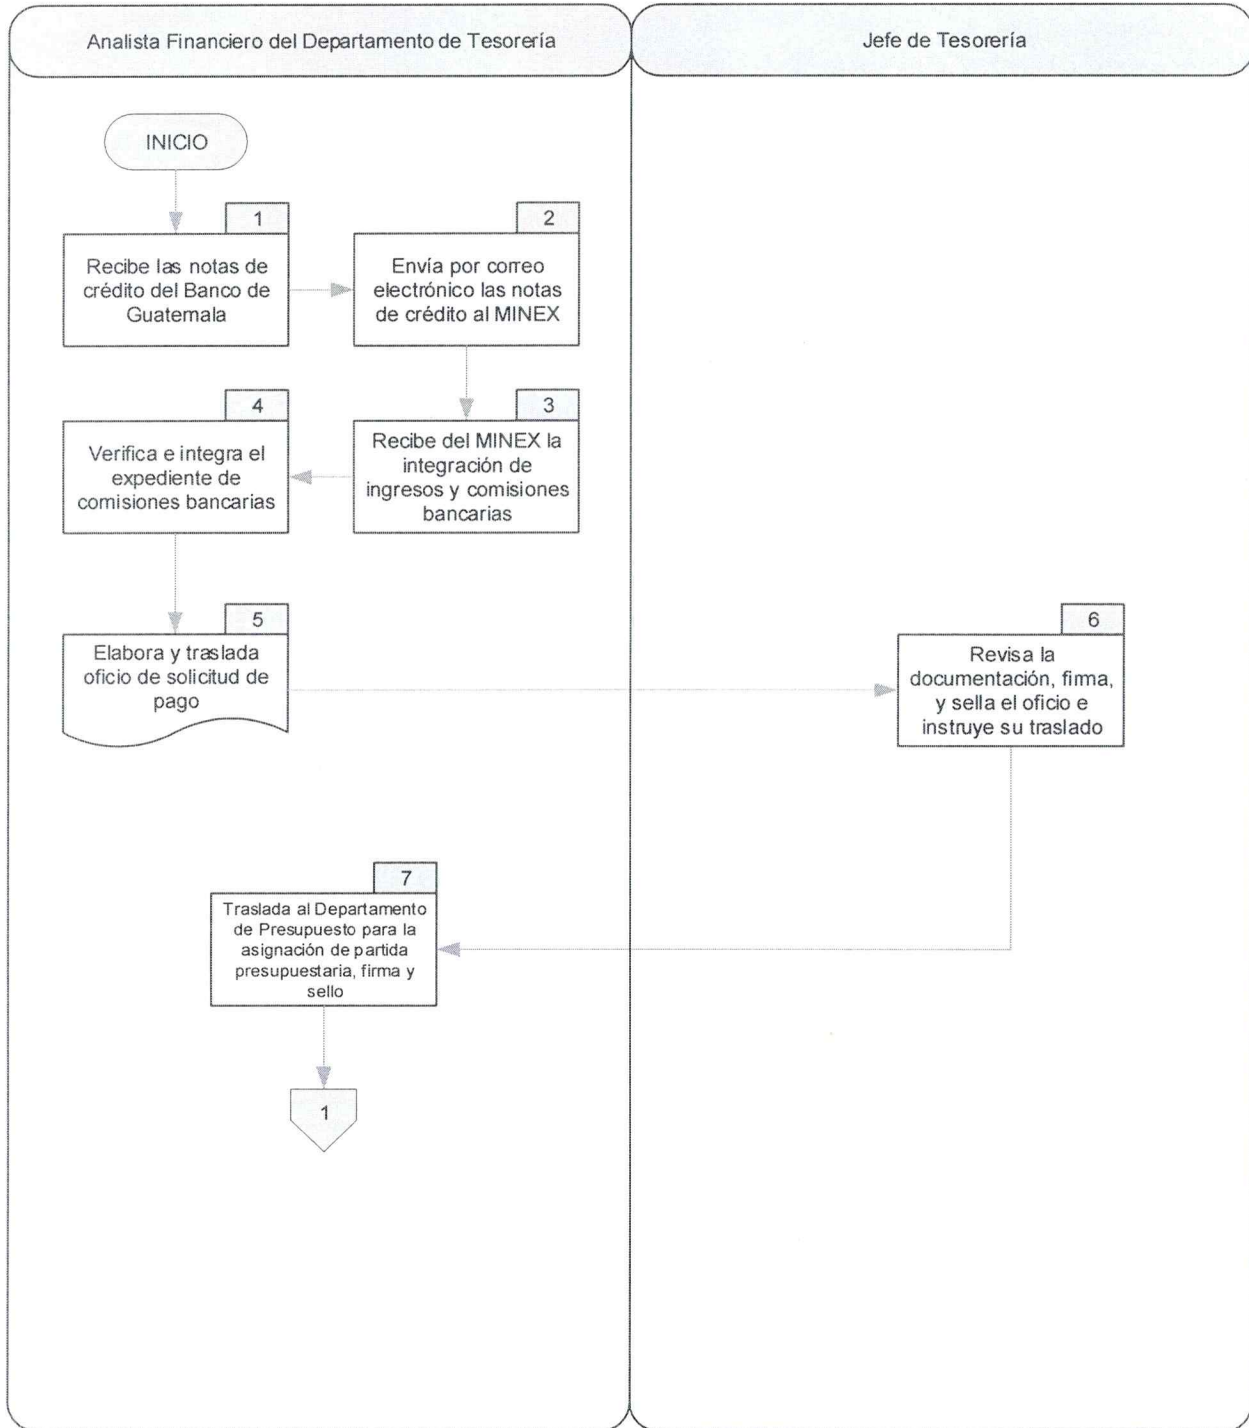 Analista Financiero del Departamento de Tesorería
Jefe de Tesorería
INICIO
1
Recibe las notas de
crédito del Banco de
Guatemala
2
Envía por correo
electrónico las notas
de crédito al MINEX
3
Recibe del MINEX la
integración de
ingresos y comisiones
bancarias
4
Verifica e integra el
expediente de
comisiones bancarias
5
Elabora y traslada
oficio de solicitud de
pago
6
Revisa la
documentación, firma,
y sella el oficio e
instruye su traslado
7
Traslada al Departamento
de Presupuesto para la
asignación de partida
presupuestaria, firma y
sello
1